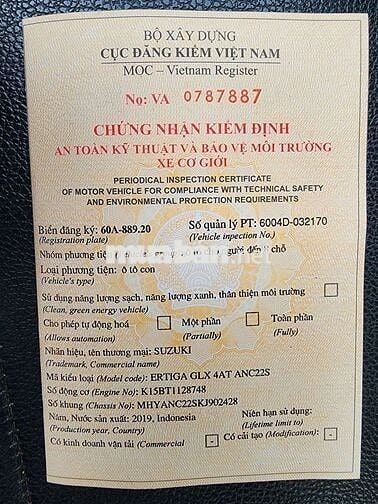 BỘ XÂY DỰNG
CỤC ĐĂNG KIỂM VIỆT NAM
MOC – Vietnam Register
No: VA 0787887
CHỨNG NHẬN KIỂM ĐỊNH
AN TOÀN KỸ THUẬT VÀ BẢO VỆ MÔI TRƯỜNG
XE CƠ GIỚI
PERIODICAL INSPECTION CERTIFICATE
OF MOTOR VEHICLE FOR COMPLIANCE WITH TECHNICAL SAFETY
AND ENVIRONMENTAL PROTECTION REQUIREMENTS
Biển đăng ký: 60A-889.20 Số quản lý PT: 6004D-032170
(Registration plate) (Vehicle inpection No.)
Nhóm phương tiện người đến chỗ
Loại phương tiện: ô tô con
(Vehicle's type)
Sử dụng năng lượng sạch, năng lượng xanh, thân thiện môi trường
(Clean, green energy vehicle)
Cho phép tự động hoá Một phần Toàn phần
(Allows automation) (Partially) (Fully)
Nhãn hiệu, tên thương mại: SUZUKI
(Trademark, Commercial name)
Mã kiểu loại (Model code): ERTIGA GLX 4AT ANC22S
Số động cơ (Engine No): K15BT1128748
Số khung (Chassis No): MHYANC22SKJ902428
Năm, Nước sản xuất: 2019, Indonesia Niên hạn sử dụng:
(Production year, Country) (Lifetime limit to)
Có kinh doanh vận tải (Commercial - Có cải tạo (Modification): -